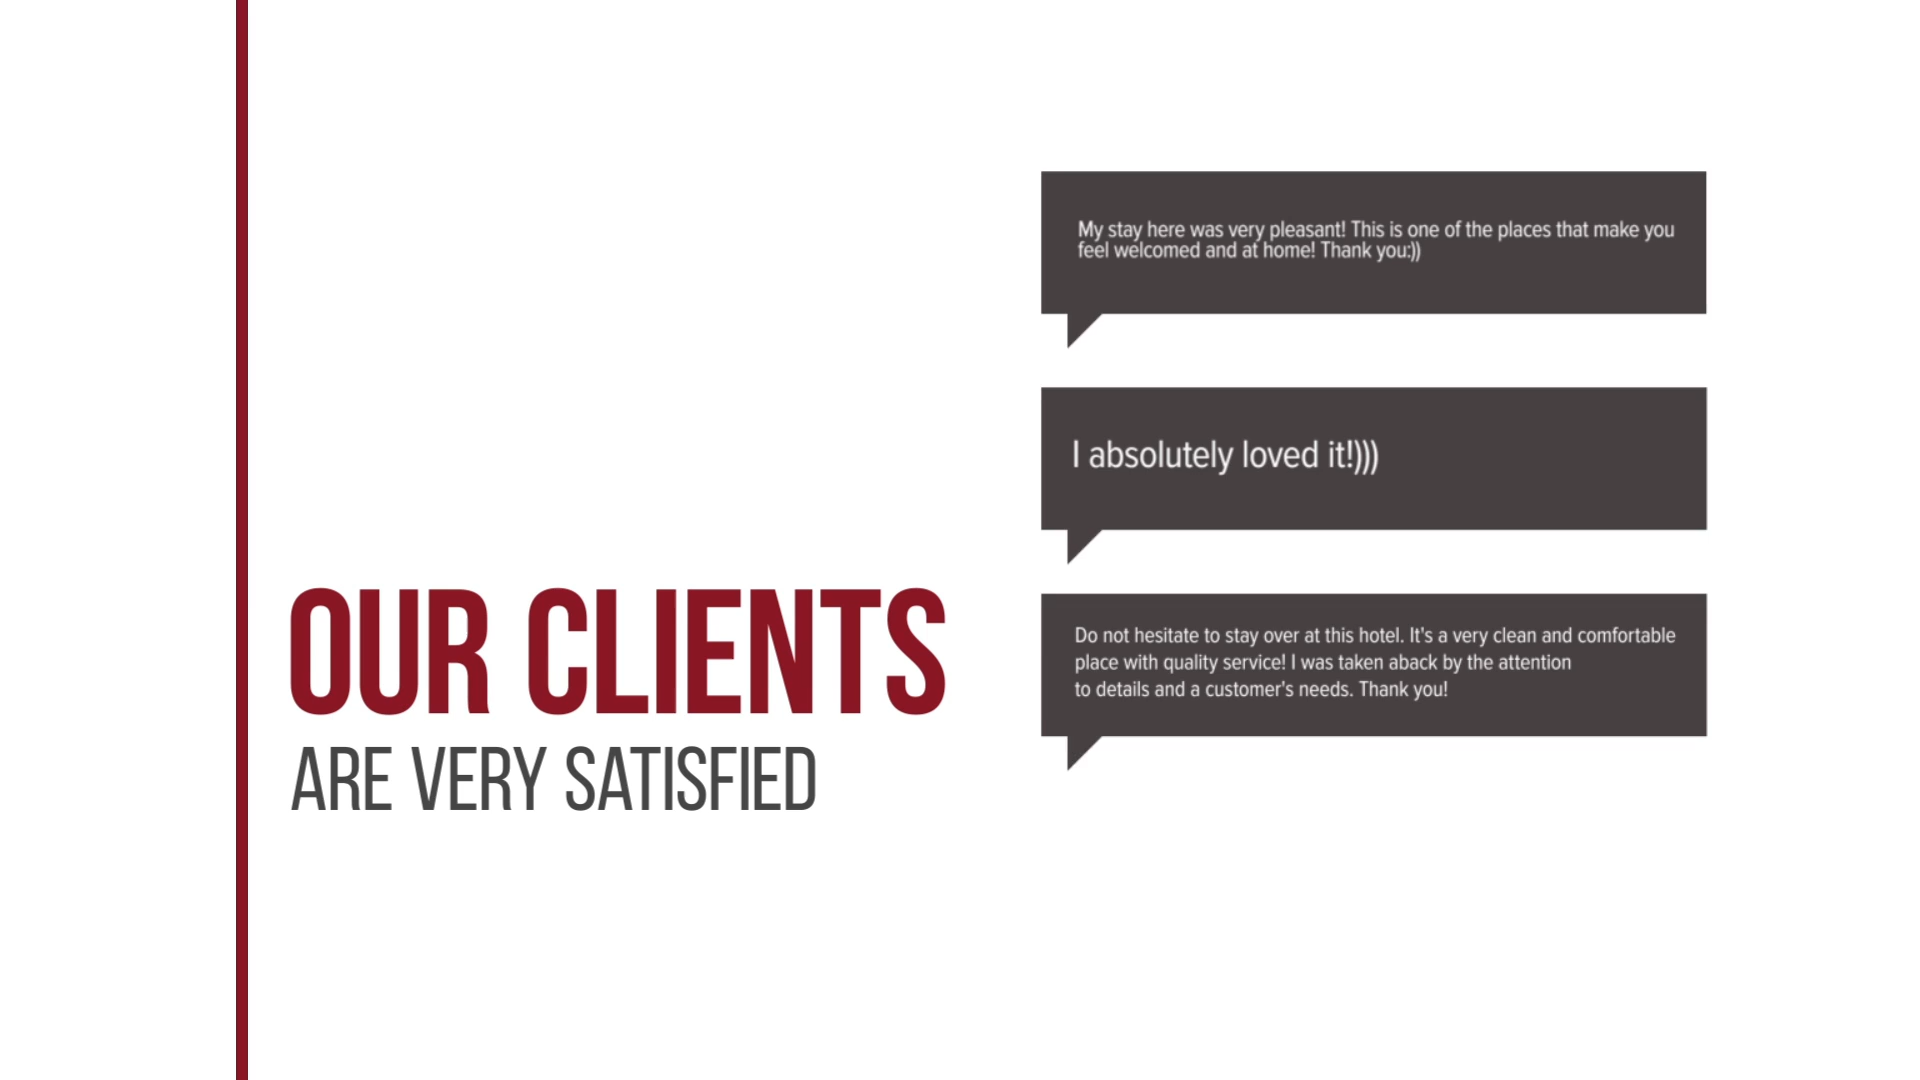 OUR CLIENTS
ARE VERY SATISFIED
My stay here was very pleasant! This is one of the places that make you
feel welcomed and at home! Thank you:))
I absolutely loved it!)))
Do not hesitate to stay over at this hotel. It's a very clean and comfortable
place with quality service! I was taken aback by the attention
to details and a customer's needs. Thank you!